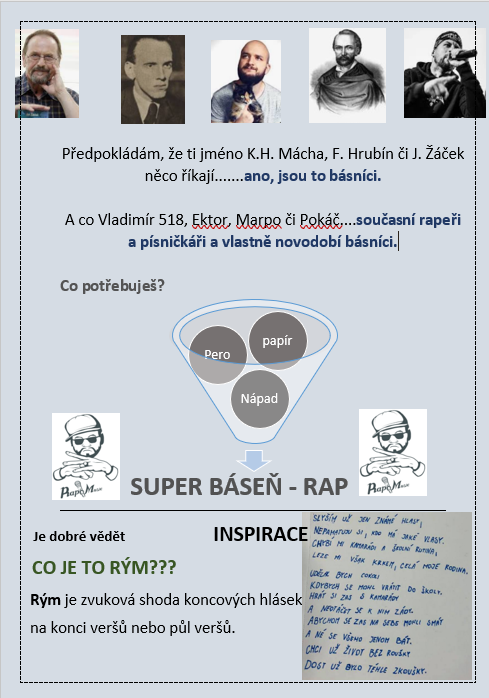 Předpokládám, že ti jméno K.H. Mácha, F. Hrubín či J. Žáček
něco říkají.......ano, jsou to básníci.
A co Vladimír 518, Ektor, Marpo či Pokáč....současní rapeři
a písničkáři a vlastně novodobí básníci.
Co potřebuješ?
Pero
papír
Nápad
SUPER BÁSEŇ - RAP
Je dobré vědět
CO JE TO RÝM???
Rým je zvuková shoda koncových hlásek
na konci veršů nebo půl veršů.
INSPIRACE
SLYŠÍM UŽ JEN ZNÁMÉ HLASY,
NEPAMATUJU SI, KDO MÁ JAKÉ VLASY.
CHYBÍ MI KAMARÁDI A ŠKOLNÍ RUTINA,
LEZE MI VŠAK KRKEM, CELÁ MOJE RODINA.
UDĚLAL BYCH COKOLI
KDYBYCH SE MOHL VRÁTIT DO ŠKOLY.
HRÁT SI ZAS S KAMARÁDY
A NEOTÁČET SE K NIM ZÁDY.
ABYCHOM SE ZAS NA SEBE MOHLI SMÁT
A NE SE VŠEHO JENOM BÁT.
CHCI UŽ ŽIVOT BEZ ROUŠKY
DOST UŽ BYLO TÉHLE ZKOUŠKY.